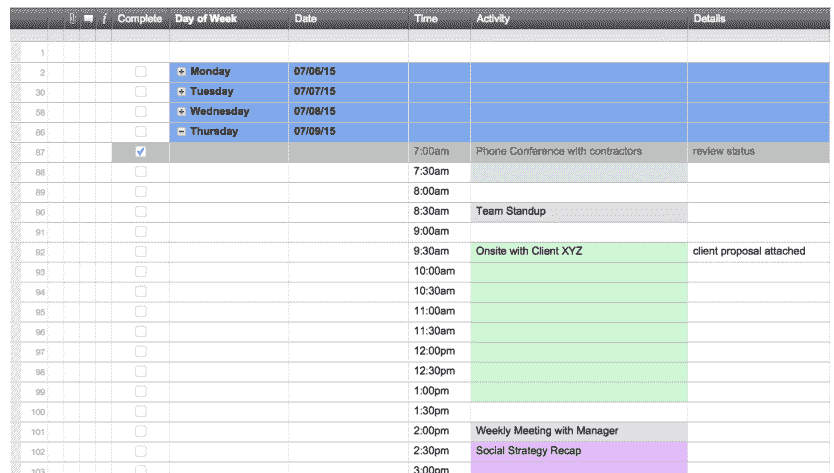 i Complete Day of Week Date Time Activity Details
1
2 Monday 07/06/15
30 Tuesday 07/07/15
58 Wednesday 07/08/15
86 Thursday 07/09/15
87 7:00am Phone Conference with contractors review status
88 7:30am
89 8:00am
90 8:30am Team Standup
91 9:00am
92 9:30am Onsite with Client XYZ client proposal attached
93 10:00am
94 10:30am
95 11:00am
96 11:30am
97 12:00pm
98 12:30pm
99 1:00pm
100 1:30pm
101 2:00pm Weekly Meeting with Manager
102 2:30pm Social Strategy Recap
103 3:00pm